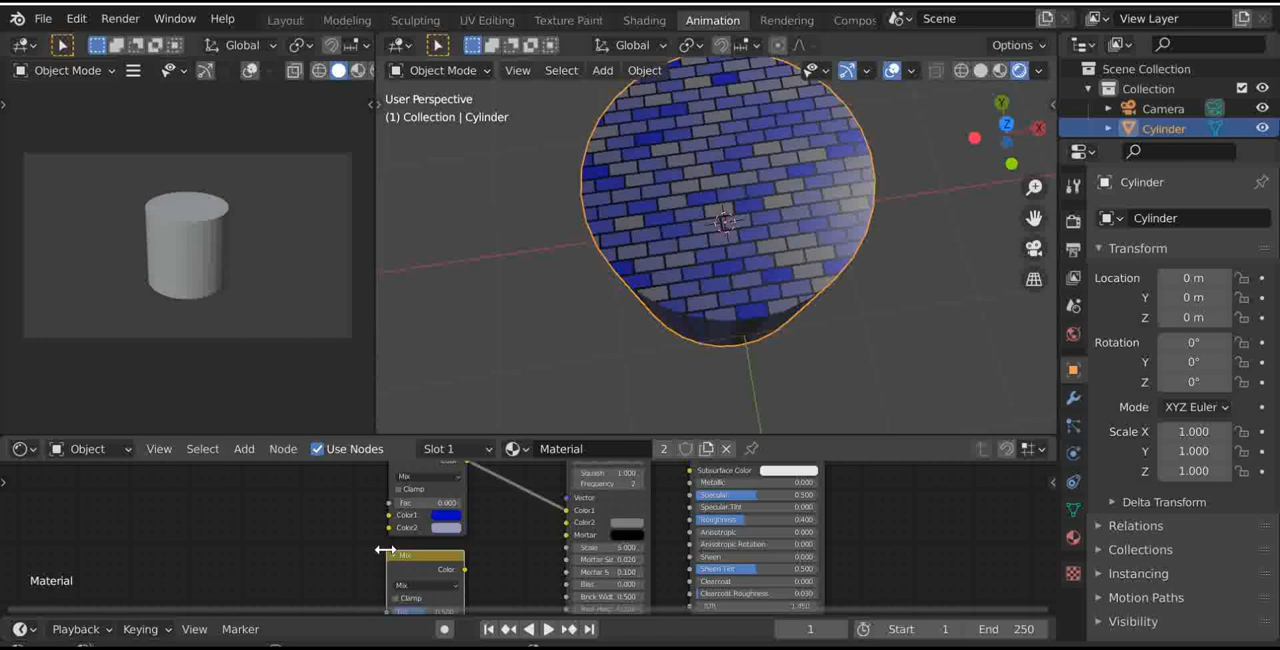 File Edit Render Window Help Layout Modeling Sculpting UV Editing Texture Paint Shading Animation Rendering Compos Scene View Layer
Global Global Options
Object Mode Object Mode View Select Add Object
Scene Collection
Collection
Camera
Cylinder
User Perspective
(1) Collection | Cylinder
Y
Z
X
Cylinder
Cylinder
Transform
Location 0 m
Y 0 m
Z 0 m
Rotation 0°
Y 0°
Z 0°
Mode XYZ Euler
Scale X 1.000
Y 1.000
Z 1.000
Delta Transform
Relations
Collections
Instancing
Motion Paths
Visibility
Object View Select Add Node Use Nodes Slot 1 Material 2
Mix
Clamp
Fac 0.000
Color1
Color2
Mix
Color
Mix
Clamp
0.500
Squash 1.000
Frequency 2
Vector
Color1
Color2
Mortar
Scale 5.000
Mortar Siz 0.020
Mortar S 0.100
Bias 0.000
Brick Widt 0.500
Subsurface Color
Metallic 0.000
Specular 0.500
Specular Tint 0.000
Roughness 0.400
Anisotropic 0.000
Anisotropic Rotation 0.000
Sheen 0.000
Sheen Tint 0.500
Clearcoat 0.000
Clearcoat Roughness 0.030
IOR 1.450
Material
Playback Keying View Marker 1 Start 1 End 250